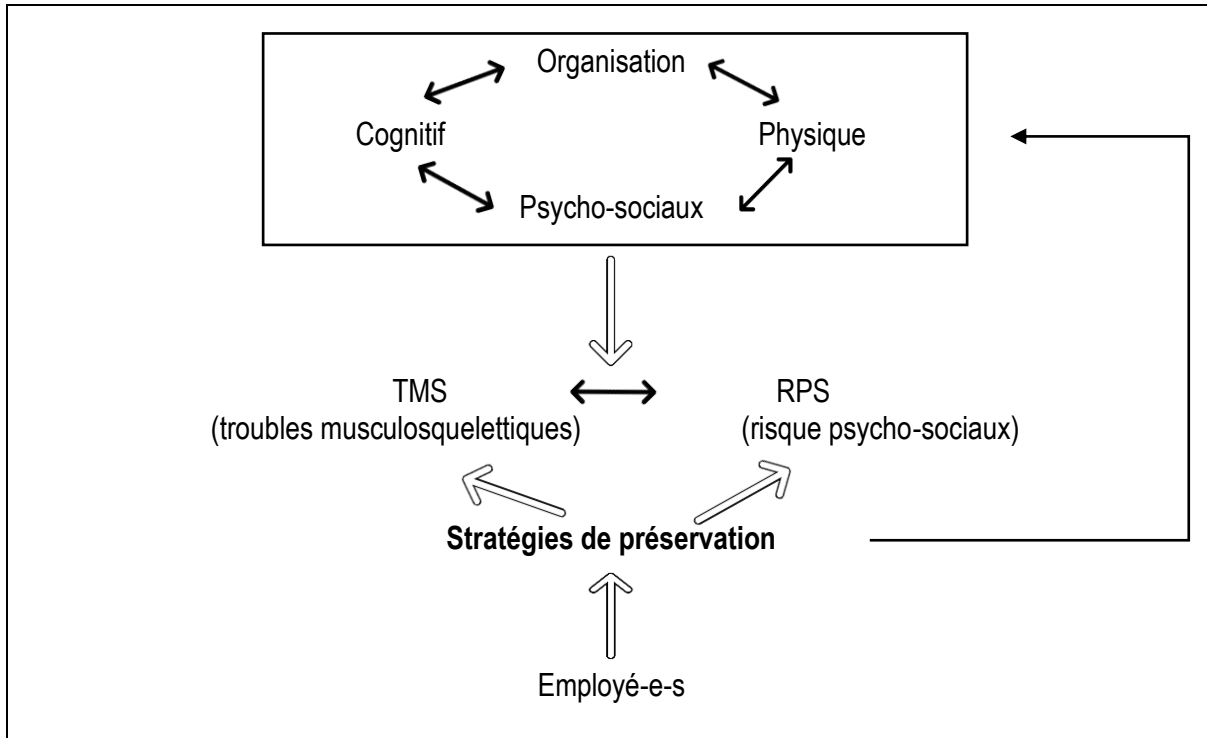 Organisation
Cognitif
Physique
Psycho-sociaux
TMS
RPS
(troubles musculosquelettiques)
(risque psycho-sociaux)
Stratégies de préservation
Employé-e-s